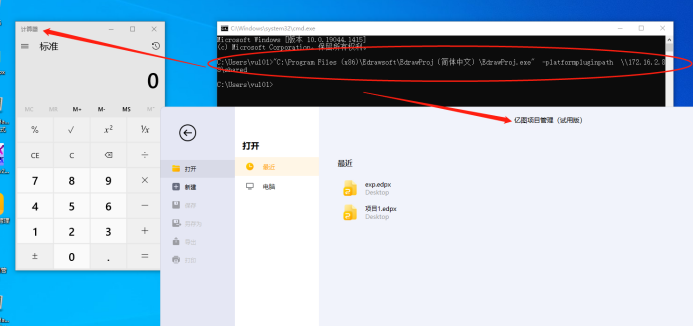 计算器
标准
0
MC MR M+ M- MS M˅
% √ x² ⅟x
CE C ⌫ ÷
7 8 9 ×
4 5 6 −
1 2 3 +
± 0 . =
C:\Windows\system32\cmd.exe
Microsoft Windows [版本 10.0.19044.1415]
(c) Microsoft Corporation。保留所有权利。
C:\Users\vul01>"C:\Program Files (x86)\Edrawsoft\EdrawProj (简体中文)\EdrawProj.exe" -platformpluginpath \\172.16.2.8
\shared
C:\Users\vul01>
亿图项目管理（试用版）
打开
新建
保存
另存为
导出
打印
打开
最近
电脑
最近
exp.edpx
Desktop
项目1.edpx
Desktop